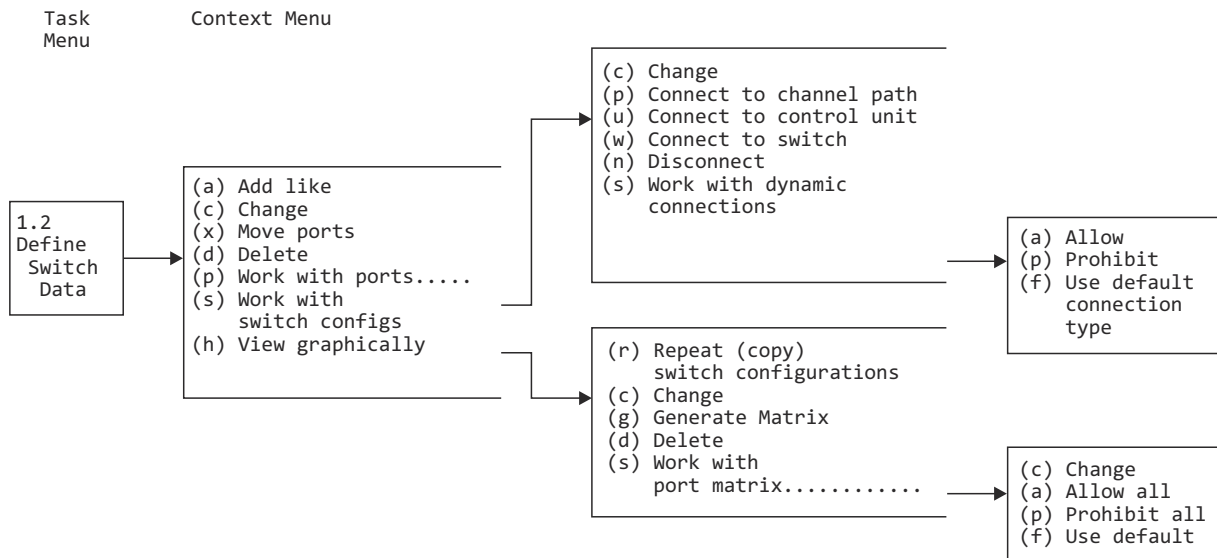 Task
Menu
Context Menu
1.2
Define
Switch
Data
(a) Add like
(c) Change
(x) Move ports
(d) Delete
(p) Work with ports.....
(s) Work with
switch configs
(h) View graphically
(c) Change
(p) Connect to channel path
(u) Connect to control unit
(w) Connect to switch
(n) Disconnect
(s) Work with dynamic
connections
(a) Allow
(p) Prohibit
(f) Use default
connection
type
(r) Repeat (copy)
switch configurations
(c) Change
(g) Generate Matrix
(d) Delete
(s) Work with
port matrix............
(c) Change
(a) Allow all
(p) Prohibit all
(f) Use default